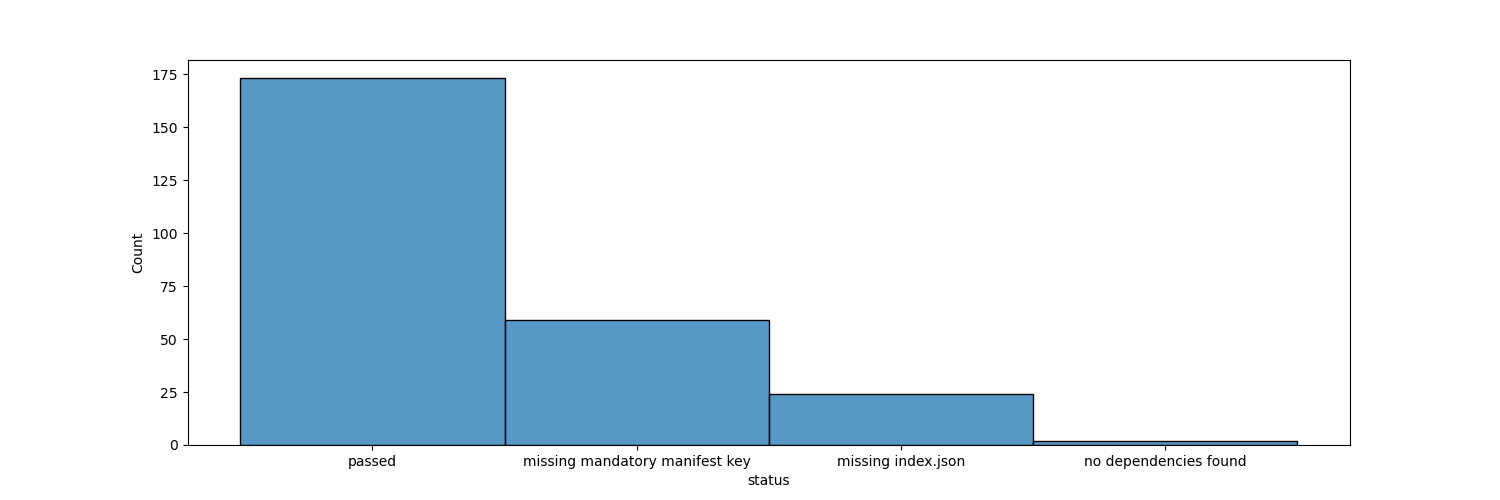 175
150
125
100
75
50
25
0
Count
passed missing mandatory manifest key missing index.json no dependencies found
status